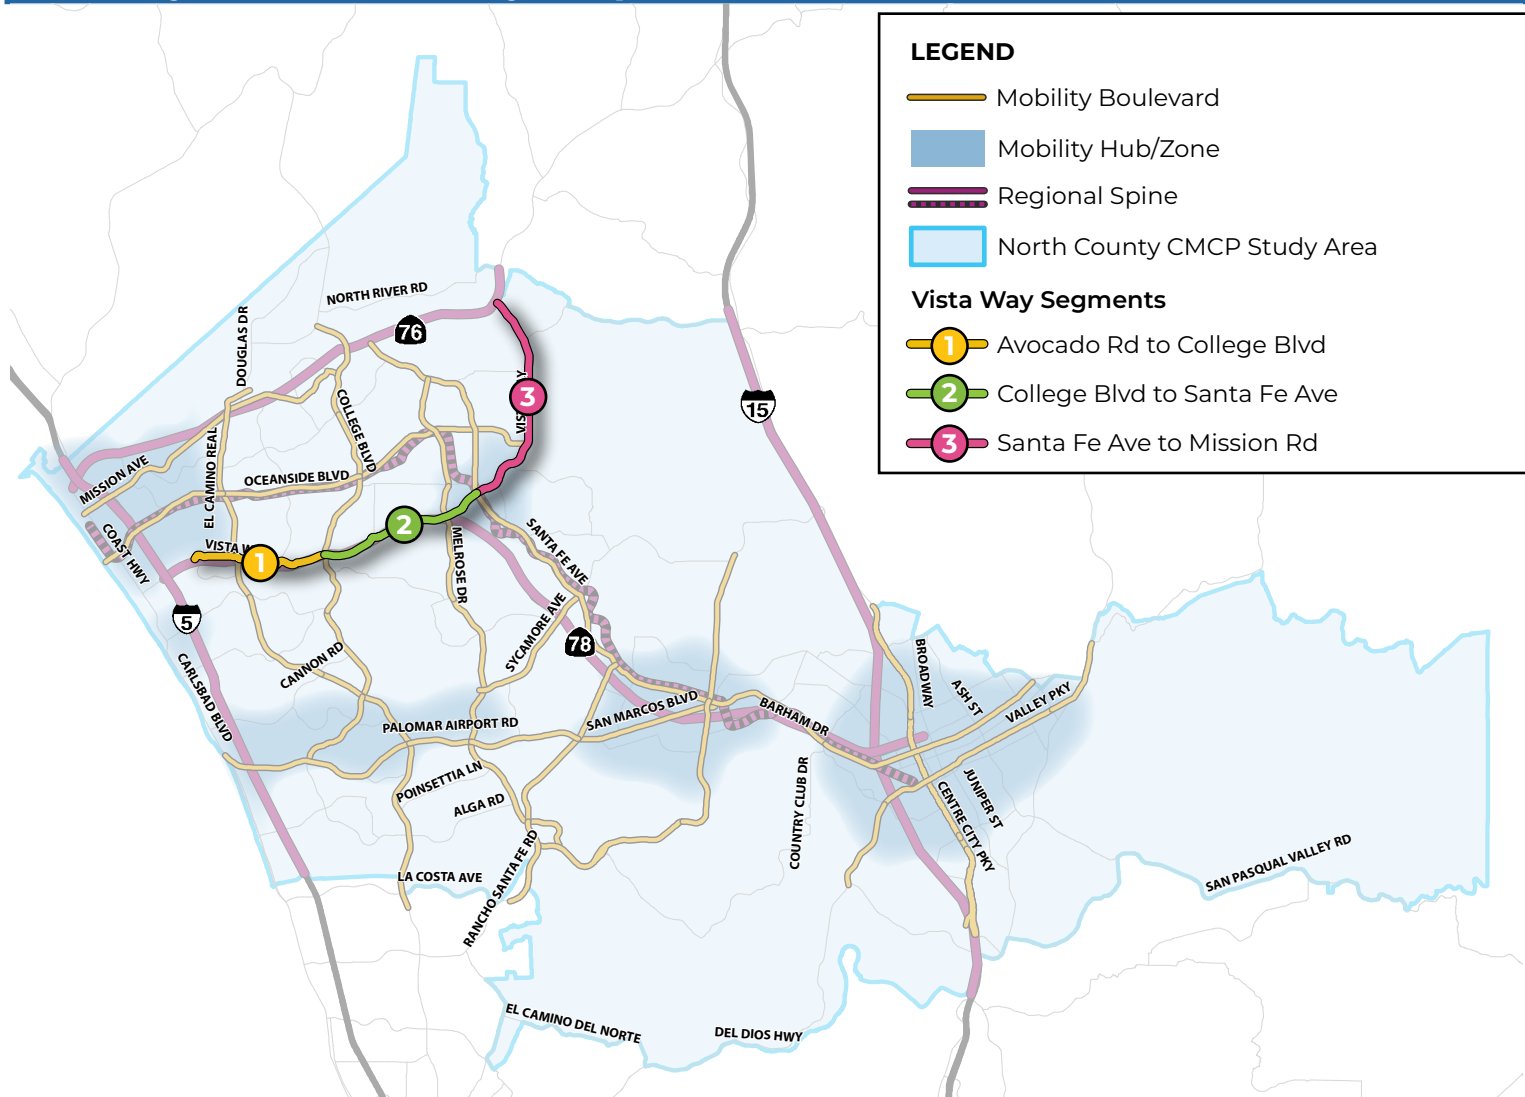 LEGEND
Mobility Boulevard
Mobility Hub/Zone
Regional Spine
North County CMCP Study Area
Vista Way Segments
1 Avocado Rd to College Blvd
2 College Blvd to Santa Fe Ave
3 Santa Fe Ave to Mission Rd
NORTH RIVER RD
76
DOUGLAS DR
3
15
COLLEGE BLVD
EL CAMINO REAL
MISSION AVE
OCEANSIDE BLVD
2
COAST HWY
VISTA
1
MELROSE DR
SANTA FE AVE
5
SYCAMORE AVE
78
CANNON RD
CARLSBAD BLVD
PALOMAR AIRPORT RD
SAN MARCOS BLVD
BARHAM DR
BROADWAY
ASH ST
VALLEY PKY
POINSETTIA LN
ALGA RD
COUNTRY CLUB DR
JUNIPER ST
CENTRE CITY PKY
LA COSTA AVE
RANCHO SANTA FE RD
SAN PASQUAL VALLEY RD
EL CAMINO DEL NORTE
DEL DIOS HWY